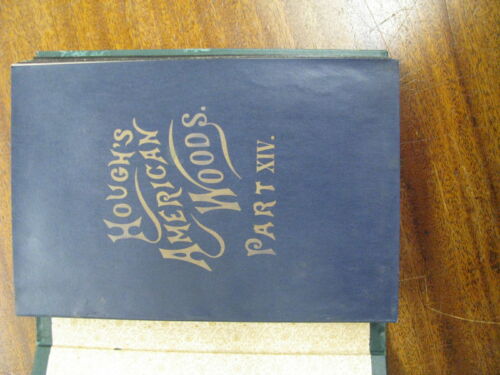 HOUGH'S
AMERICAN
WOODS.
PART XIV.